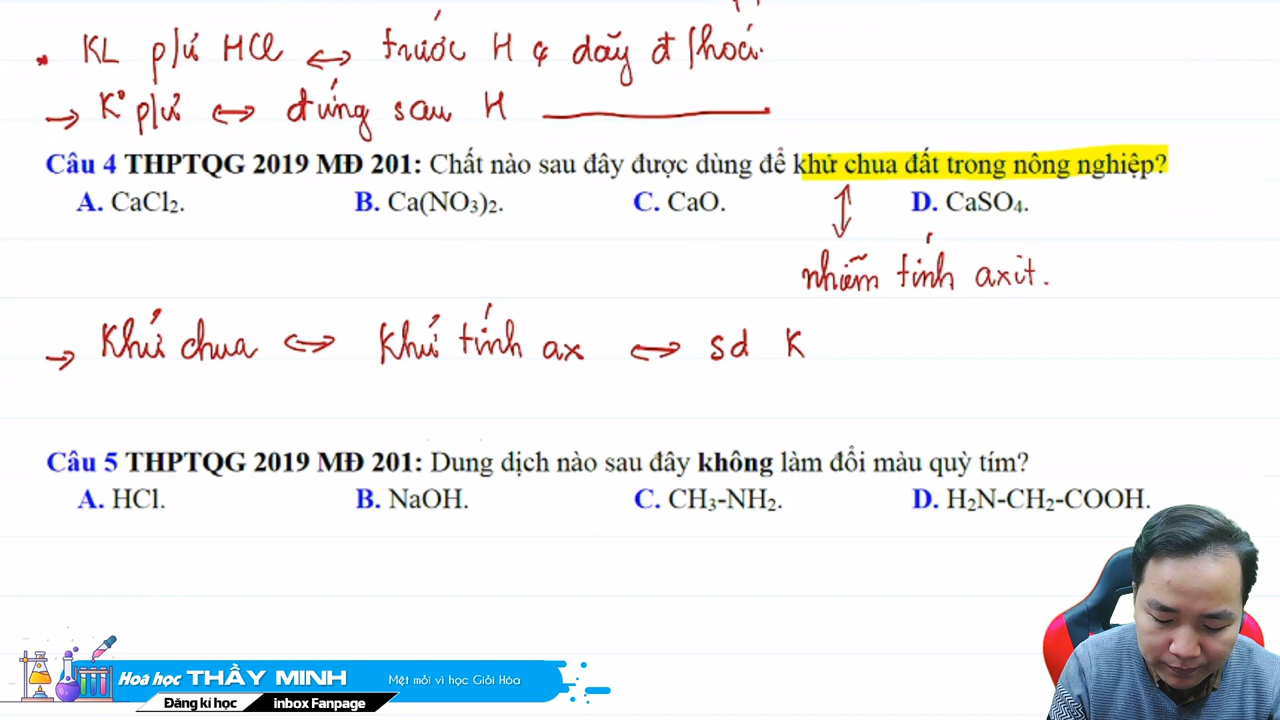 • KL p/ứ HCl ↔ trước H ¢ dãy đ/hoá.
→ K° p/ứ ↔ đứng sau H
Câu 4 THPTQG 2019 MĐ 201: Chất nào sau đây được dùng để khử chua đất trong nông nghiệp?
A. CaCl₂. B. Ca(NO₃)₂. C. CaO. D. CaSO₄.
↕
nhiễm tính axit.
→ Khử chua ↔ Khử tính ax ↔ sd K
Câu 5 THPTQG 2019 MĐ 201: Dung dịch nào sau đây không làm đổi màu quỳ tím?
A. HCl. B. NaOH. C. CH₃-NH₂. D. H₂N-CH₂-COOH.
Hoá học THẦY MINH Mệt mỏi vì học Giỏi Hóa
Đăng kí học inbox Fanpage